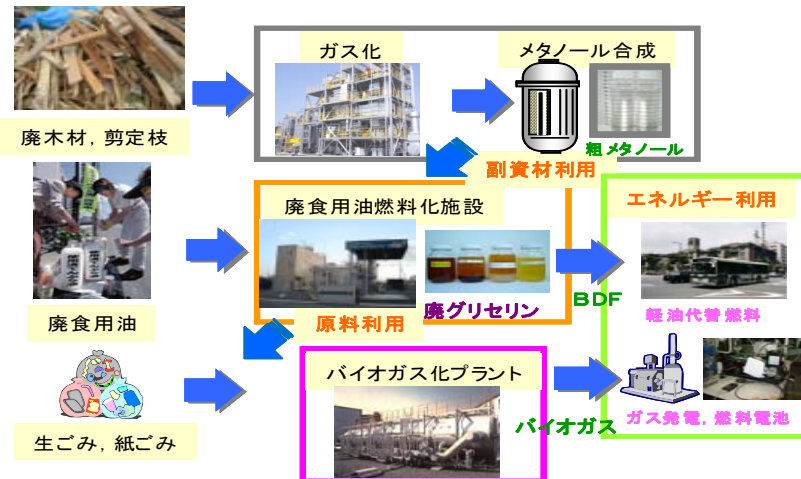 ガス化
メタノール合成
廃木材，剪定枝
粗メタノール
副資材利用
廃食用油燃料化施設
エネルギー利用
廃食用油
原料利用
廃グリセリン
BDF
軽油代替燃料
バイオガス化プラント
生ごみ，紙ごみ
バイオガス
ガス発電，燃料電池